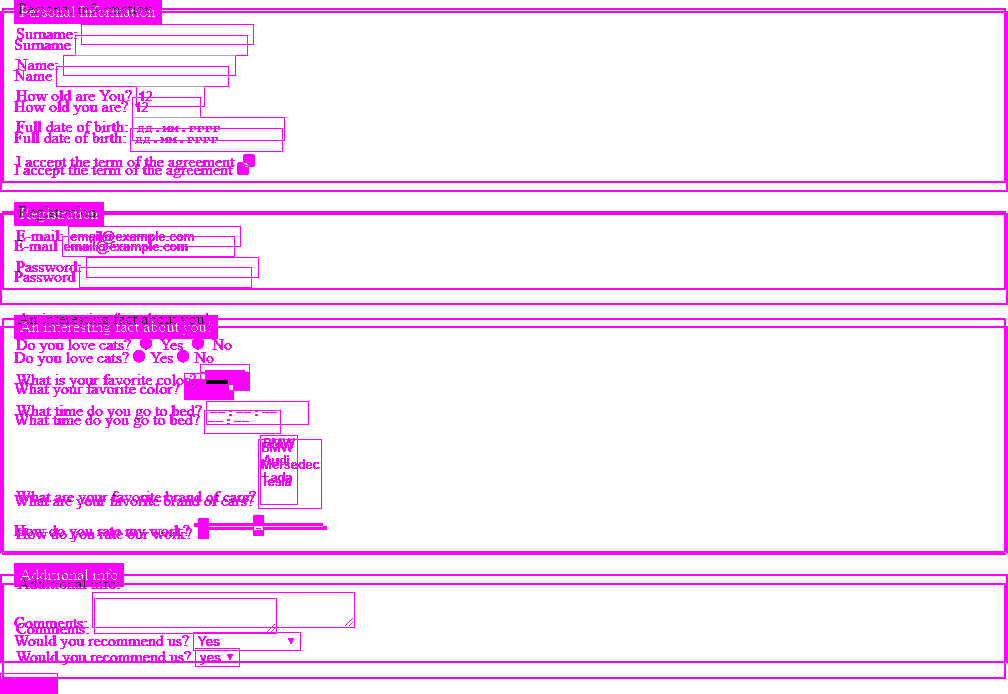 Personal information
Personal information
Surname:
Surname
Name:
Name
How old are You? 12
How old you are? 12
Full date of birth: дд.мм.гггг
Full date of birth: дд.мм.гггг
I accept the term of the agreement
I accept the term of the agreement
Registration
Registration
E-mail email@example.com
E-mail email@example.com
Password:
Password
An interesting fact about you!
An interesting fact about you!
Do you love cats? Yes No
Do you love cats? Yes No
What is your favorite color?
What your favorite color?
What time do you go to bed? --:--:--
What time do you go to bed? --:--
BMW
BMW
Audi
Mersedec
Lada
Tesla
What are your favorite brand of cars?
What are your favorite brand of cars?
How do you rate my work?
How do you rate our work?
Additional info
Additional info:
Comments:
Comments:
Would you recommend us? Yes
Would you recommend us? yes